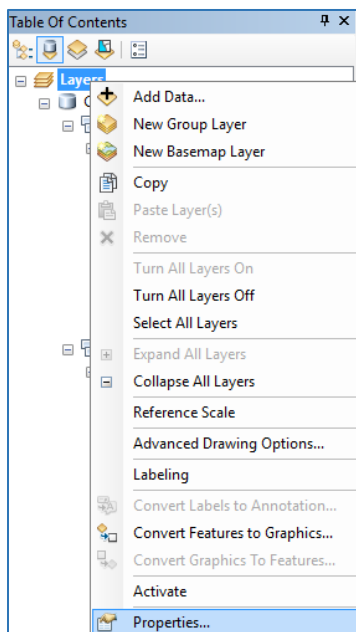 Table Of Contents
Layers
Add Data...
New Group Layer
New Basemap Layer
Copy
Paste Layer(s)
Remove
Turn All Layers On
Turn All Layers Off
Select All Layers
Expand All Layers
Collapse All Layers
Reference Scale
Advanced Drawing Options...
Labeling
Convert Labels to Annotation...
Convert Features to Graphics...
Convert Graphics To Features...
Activate
Properties...